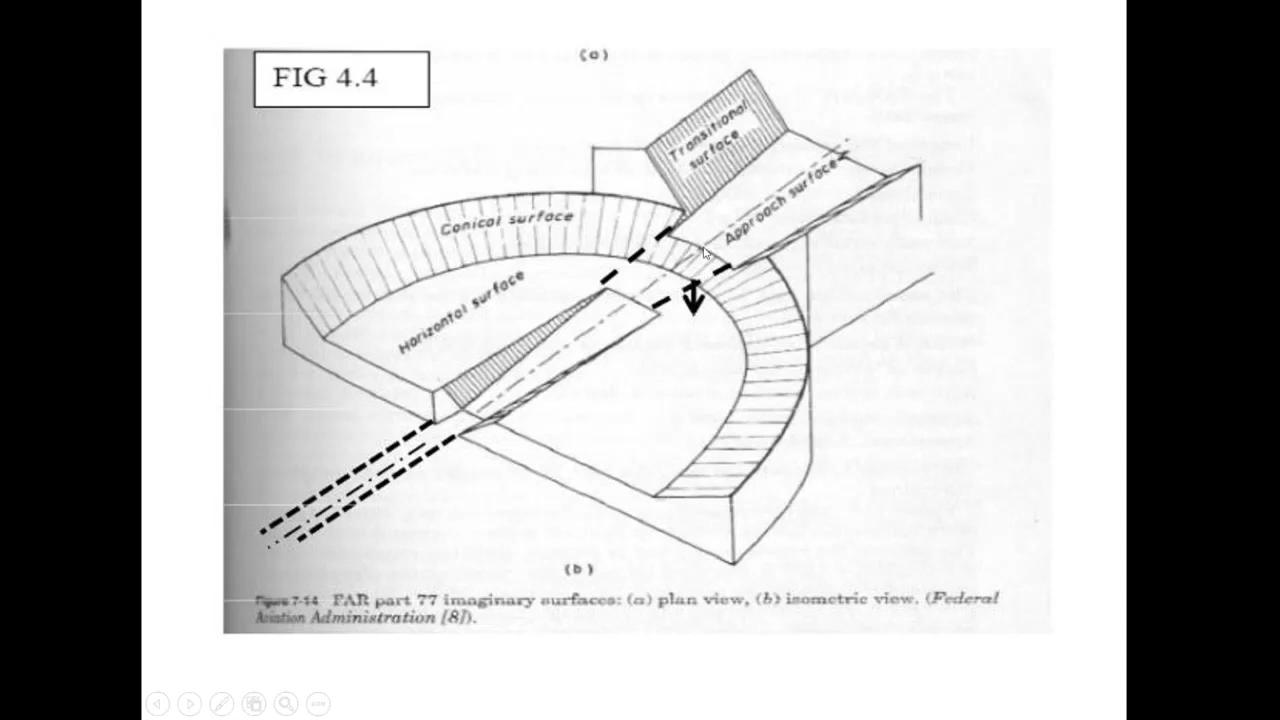 (a)
FIG 4.4
Transitional
surface
Approach surface
Conical surface
Horizontal surface
(b)
Figure 7-14 FAR part 77 imaginary surfaces: (a) plan view, (b) isometric view. (Federal
Aviation Administration [8]).